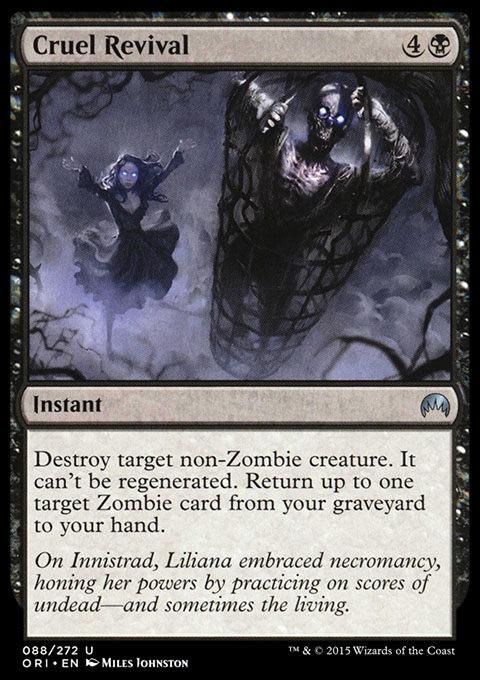 Cruel Revival 4
Instant
Destroy target non-Zombie creature. It
can't be regenerated. Return up to one
target Zombie card from your graveyard
to your hand.
On Innistrad, Liliana embraced necromancy,
honing her powers by practicing on scores of
undead—and sometimes the living.
088/272 U
ORI • EN Miles Johnston
™ & © 2015 Wizards of the Coast